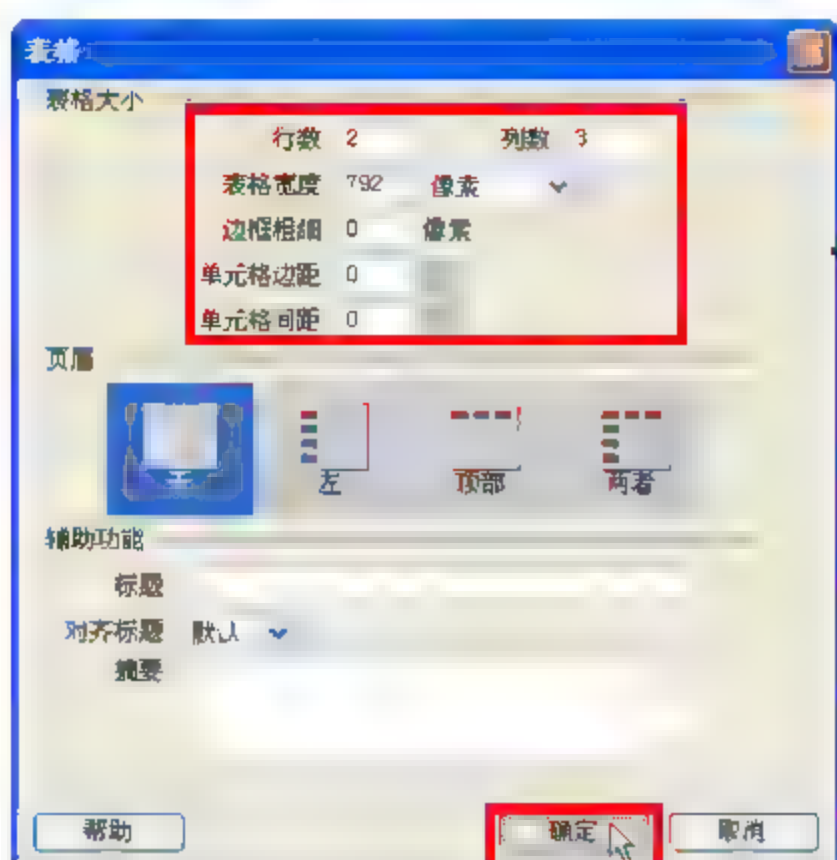 表格
表格大小
行数 2 列数 3
表格宽度 792 像素
边框粗细 0 像素
单元格边距 0
单元格间距 0
页眉
无 左 顶部 两者
辅助功能
标题
对齐标题 默认
摘要
帮助 确定 取消